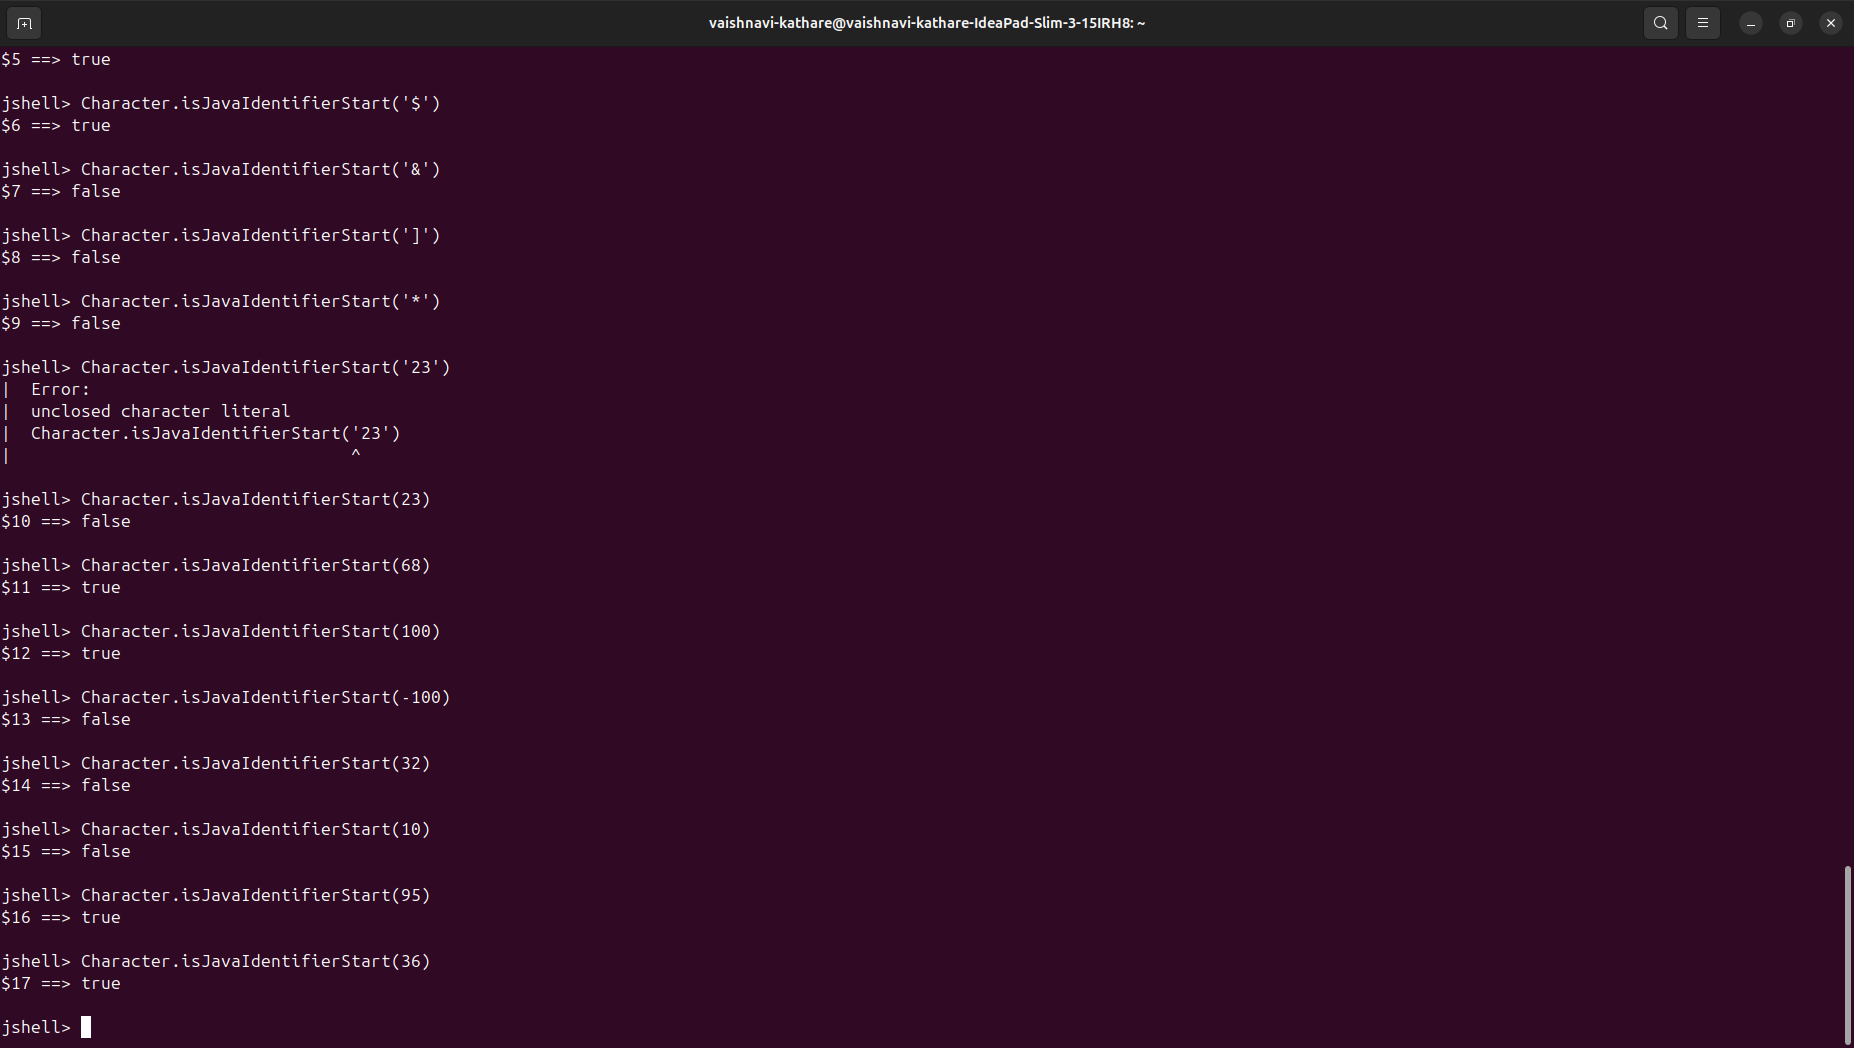 vaishnavi-kathare@vaishnavi-kathare-IdeaPad-Slim-3-15IRH8: ~
$5 ==> true
jshell> Character.isJavaIdentifierStart('$')
$6 ==> true
jshell> Character.isJavaIdentifierStart('&')
$7 ==> false
jshell> Character.isJavaIdentifierStart(']')
$8 ==> false
jshell> Character.isJavaIdentifierStart('*')
$9 ==> false
jshell> Character.isJavaIdentifierStart('23')
|  Error:
|  unclosed character literal
|  Character.isJavaIdentifierStart('23')
|                                  ^
jshell> Character.isJavaIdentifierStart(23)
$10 ==> false
jshell> Character.isJavaIdentifierStart(68)
$11 ==> true
jshell> Character.isJavaIdentifierStart(100)
$12 ==> true
jshell> Character.isJavaIdentifierStart(-100)
$13 ==> false
jshell> Character.isJavaIdentifierStart(32)
$14 ==> false
jshell> Character.isJavaIdentifierStart(10)
$15 ==> false
jshell> Character.isJavaIdentifierStart(95)
$16 ==> true
jshell> Character.isJavaIdentifierStart(36)
$17 ==> true
jshell>